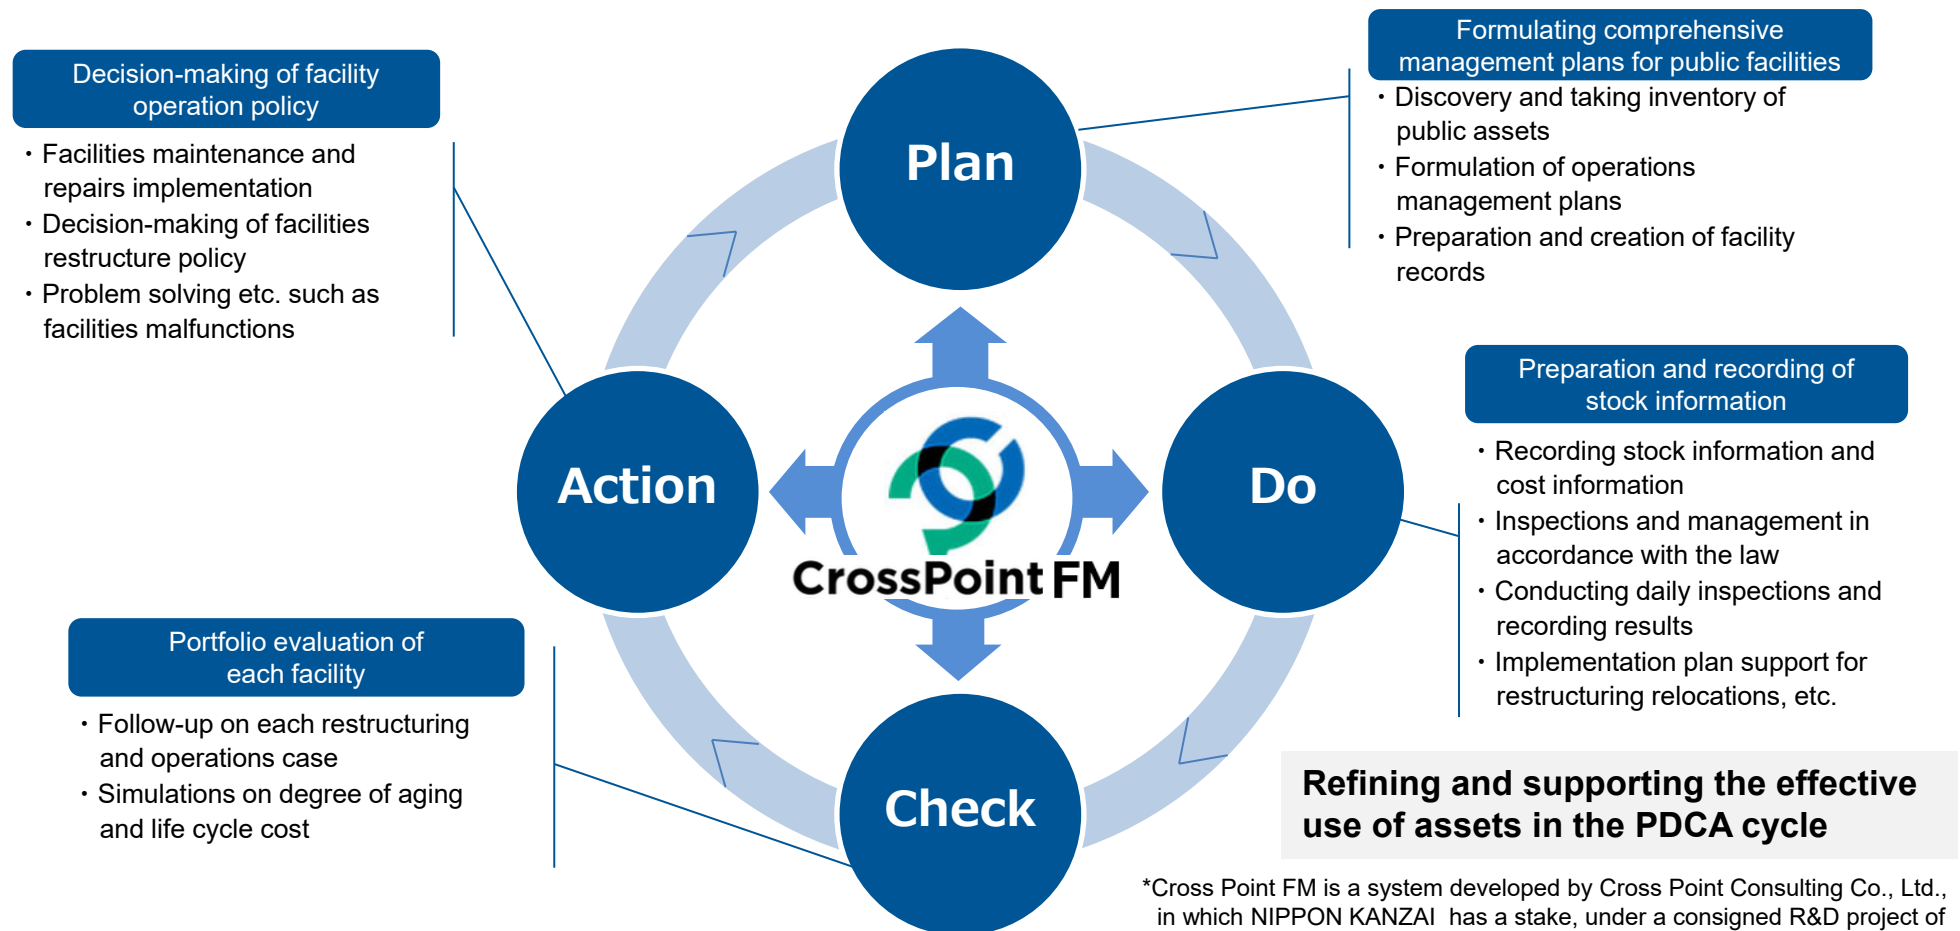 Decision-making of facility
operation policy
・Facilities maintenance and
repairs implementation
・Decision-making of facilities
restructure policy
・Problem solving etc. such as
facilities malfunctions
Plan
Formulating comprehensive
management plans for public facilities
・Discovery and taking inventory of
public assets
・Formulation of operations
management plans
・Preparation and creation of facility
records
Action
CrossPoint FM
Do
Preparation and recording of
stock information
・Recording stock information and
cost information
・Inspections and management in
accordance with the law
・Conducting daily inspections and
recording results
・Implementation plan support for
restructuring relocations, etc.
Portfolio evaluation of
each facility
・Follow-up on each restructuring
and operations case
・Simulations on degree of aging
and life cycle cost
Check
Refining and supporting the effective
use of assets in the PDCA cycle
*Cross Point FM is a system developed by Cross Point Consulting Co., Ltd.,
in which NIPPON KANZAI has a stake, under a consigned R&D project of